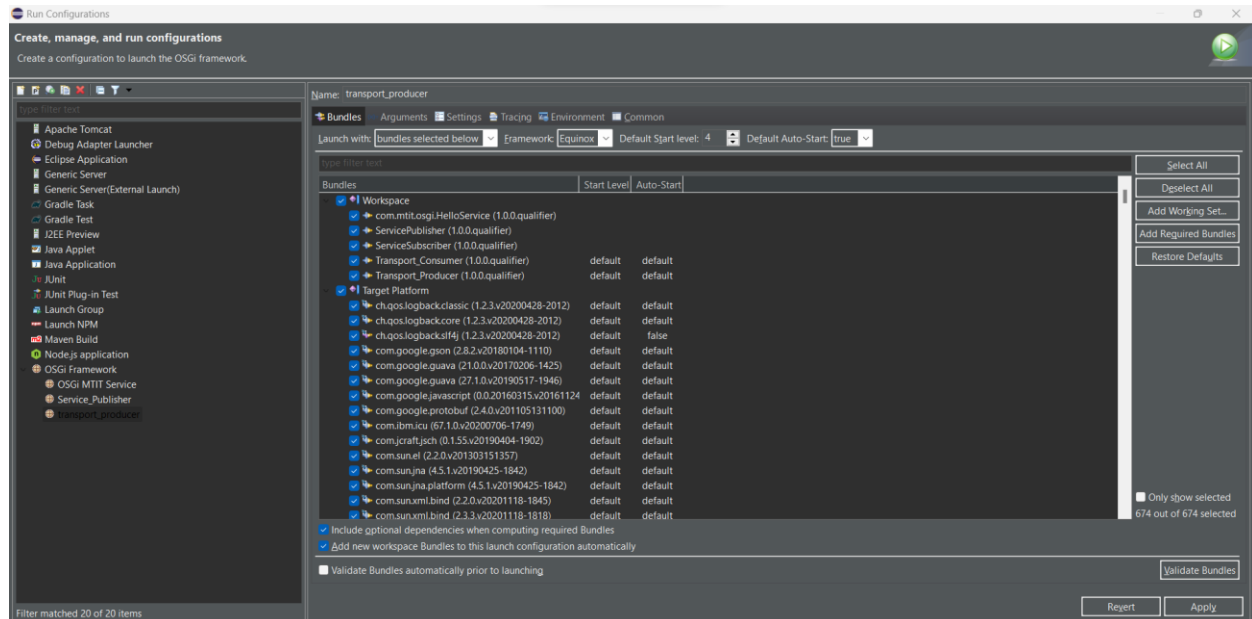 Run Configurations
Create, manage, and run configurations
Create a configuration to launch the OSGi framework.
type filter text
Apache Tomcat
Debug Adapter Launcher
Eclipse Application
Generic Server
Generic Server(External Launch)
Gradle Task
Gradle Test
J2EE Preview
Java Applet
Java Application
JUnit
JUnit Plug-in Test
Launch Group
Launch NPM
Maven Build
Node.js application
OSGi Framework
OSGi MTIT Service
Service_Publisher
transport_producer
Filter matched 20 of 20 items
Name: transport_producer
Bundles Arguments Settings Tracing Environment Common
Launch with: bundles selected below Framework: Equinox Default Start level: 4 Default Auto-Start: true
type filter text
Bundles Start Level Auto-Start
Workspace
com.mtit.osgi.HelloService (1.0.0.qualifier)
ServicePublisher (1.0.0.qualifier)
ServiceSubscriber (1.0.0.qualifier)
Transport_Consumer (1.0.0.qualifier) default default
Transport_Producer (1.0.0.qualifier) default default
Target Platform
ch.qos.logback.classic (1.2.3.v20200428-2012) default default
ch.qos.logback.core (1.2.3.v20200428-2012) default default
ch.qos.logback.slf4j (1.2.3.v20200428-2012) default false
com.google.gson (2.8.2.v20180104-1110) default default
com.google.guava (21.0.0.v20170206-1425) default default
com.google.guava (27.1.0.v20190517-1946) default default
com.google.javascript (0.0.20160315.v20161124 default default
com.google.protobuf (2.4.0.v201105131100) default default
com.ibm.icu (67.1.0.v20200706-1749) default default
com.jcraft.jsch (0.1.55.v20190404-1902) default default
com.sun.el (2.2.0.v201303151357) default default
com.sun.jna (4.5.1.v20190425-1842) default default
com.sun.jna.platform (4.5.1.v20190425-1842) default default
com.sun.xml.bind (2.2.0.v20201118-1845) default default
com.sun.xml.bind (2.3.3.v20201118-1818) default default
Select All
Deselect All
Add Working Set...
Add Required Bundles
Restore Defaults
Only show selected
674 out of 674 selected
Include optional dependencies when computing required Bundles
Add new workspace Bundles to this launch configuration automatically
Validate Bundles automatically prior to launching
Validate Bundles
Revert Apply